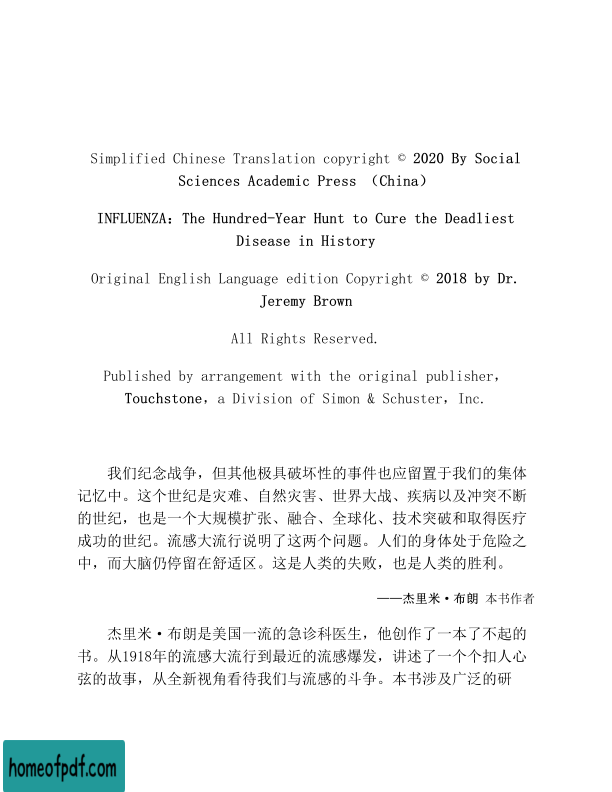 Simplified Chinese Translation copyright © 2020 By Social
Sciences Academic Press （China）
INFLUENZA：The Hundred-Year Hunt to Cure the Deadliest
Disease in History
Original English Language edition Copyright © 2018 by Dr.
Jeremy Brown
All Rights Reserved.
Published by arrangement with the original publisher，
Touchstone，a Division of Simon & Schuster，Inc.
我们纪念战争，但其他极具破坏性的事件也应留置于我们的集体
记忆中。这个世纪是灾难、自然灾害、世界大战、疾病以及冲突不断
的世纪，也是一个大规模扩张、融合、全球化、技术突破和取得医疗
成功的世纪。流感大流行说明了这两个问题。人们的身体处于危险之
中，而大脑仍停留在舒适区。这是人类的失败，也是人类的胜利。
——杰里米·布朗 本书作者
杰里米·布朗是美国一流的急诊科医生，他创作了一本了不起的
书。从1918年的流感大流行到最近的流感爆发，讲述了一个个扣人心
弦的故事，从全新视角看待我们与流感的斗争。本书涉及广泛的研
homeofpdf.com